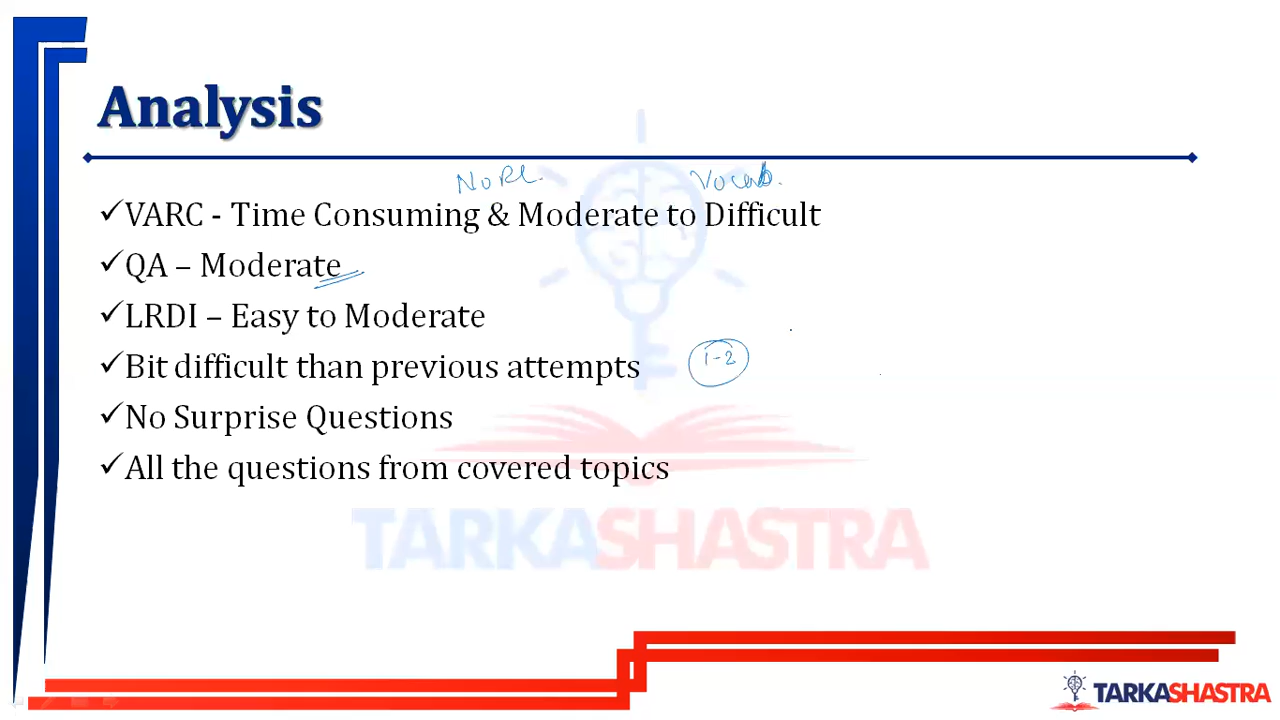 Analysis
No RC. Vocab.
✓VARC - Time Consuming & Moderate to Difficult
✓QA – Moderate
✓LRDI – Easy to Moderate
✓Bit difficult than previous attempts 1-2
✓No Surprise Questions
✓All the questions from covered topics
TARKASHASTRA
TARKASHASTRA